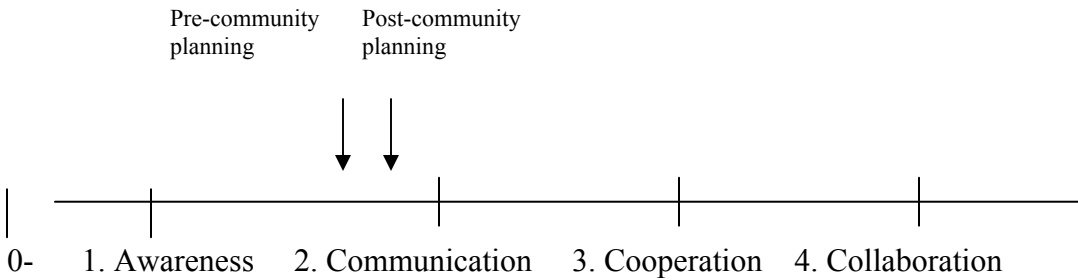 Pre-community Post-community
planning planning
0- 1. Awareness 2. Communication 3. Cooperation 4. Collaboration